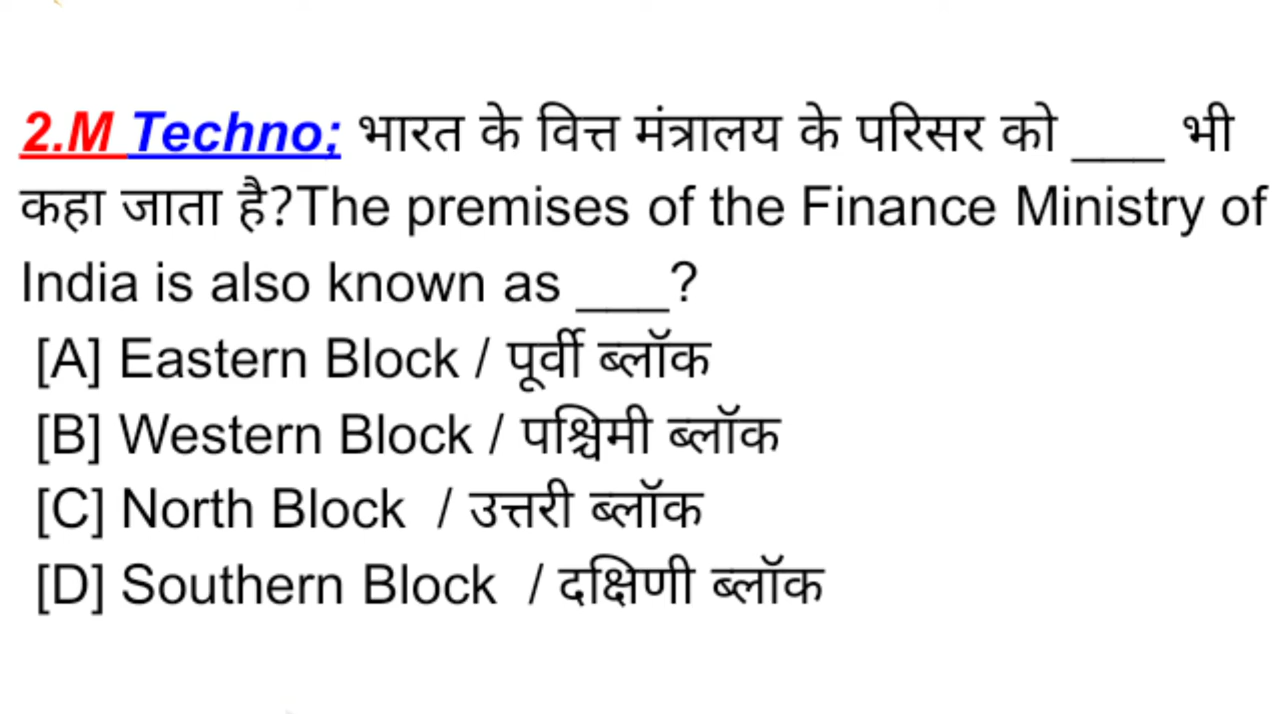 2.M Techno; भारत के वित्त मंत्रालय के परिसर को ___ भी
कहा जाता है?The premises of the Finance Ministry of
India is also known as ___?
[A] Eastern Block / पूर्वी ब्लॉक
[B] Western Block / पश्चिमी ब्लॉक
[C] North Block / उत्तरी ब्लॉक
[D] Southern Block / दक्षिणी ब्लॉक